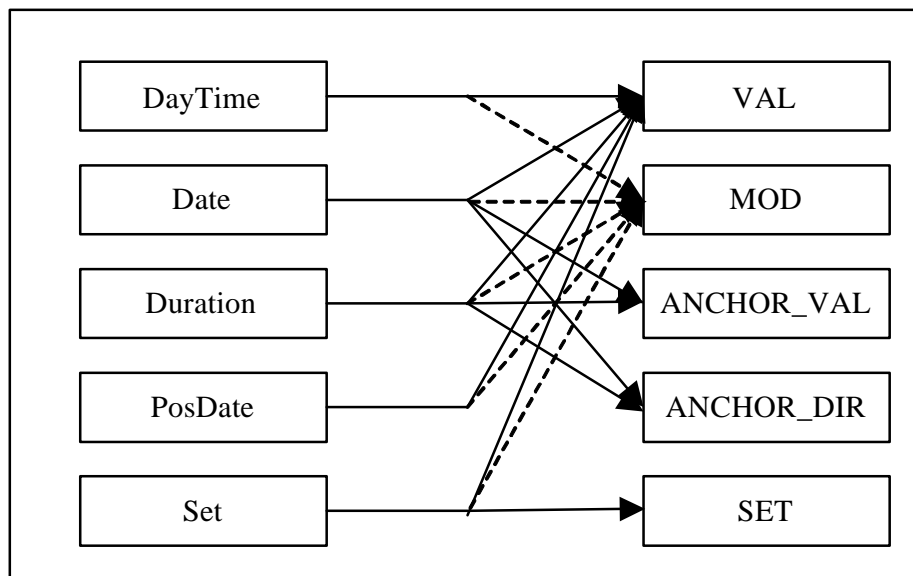 DayTime
VAL
Date
MOD
Duration
ANCHOR_VAL
PosDate
ANCHOR_DIR
Set
SET